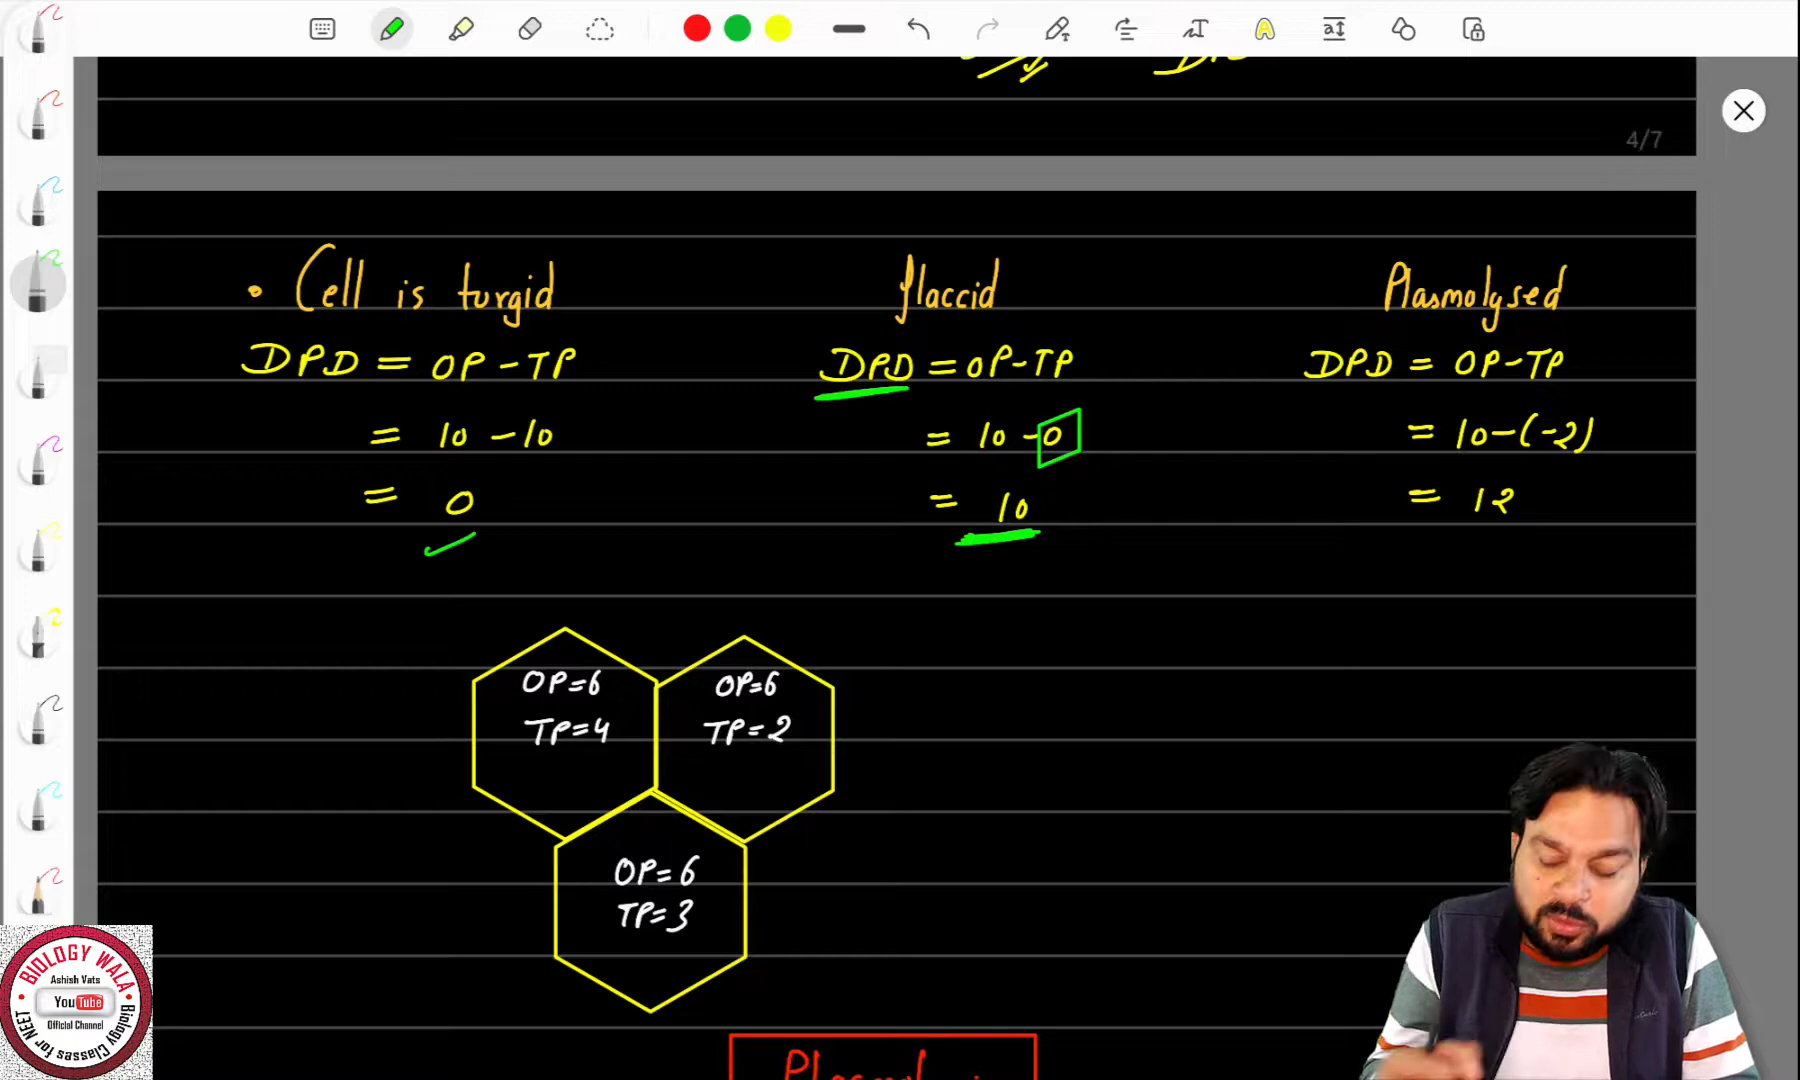 4/7
• Cell is turgid
DPD = OP - TP
= 10 - 10
= 0
flaccid
DPD = OP-TP
= 10 - 0
= 10
Plasmolysed
DPD = OP-TP
= 10-(-2)
= 12
OP=6
TP=4
OP=6
TP=2
OP=6
TP=3
BIOLOGY WALA
Ashish Vats
YouTube
Official Channel
Biology Classes for NEET